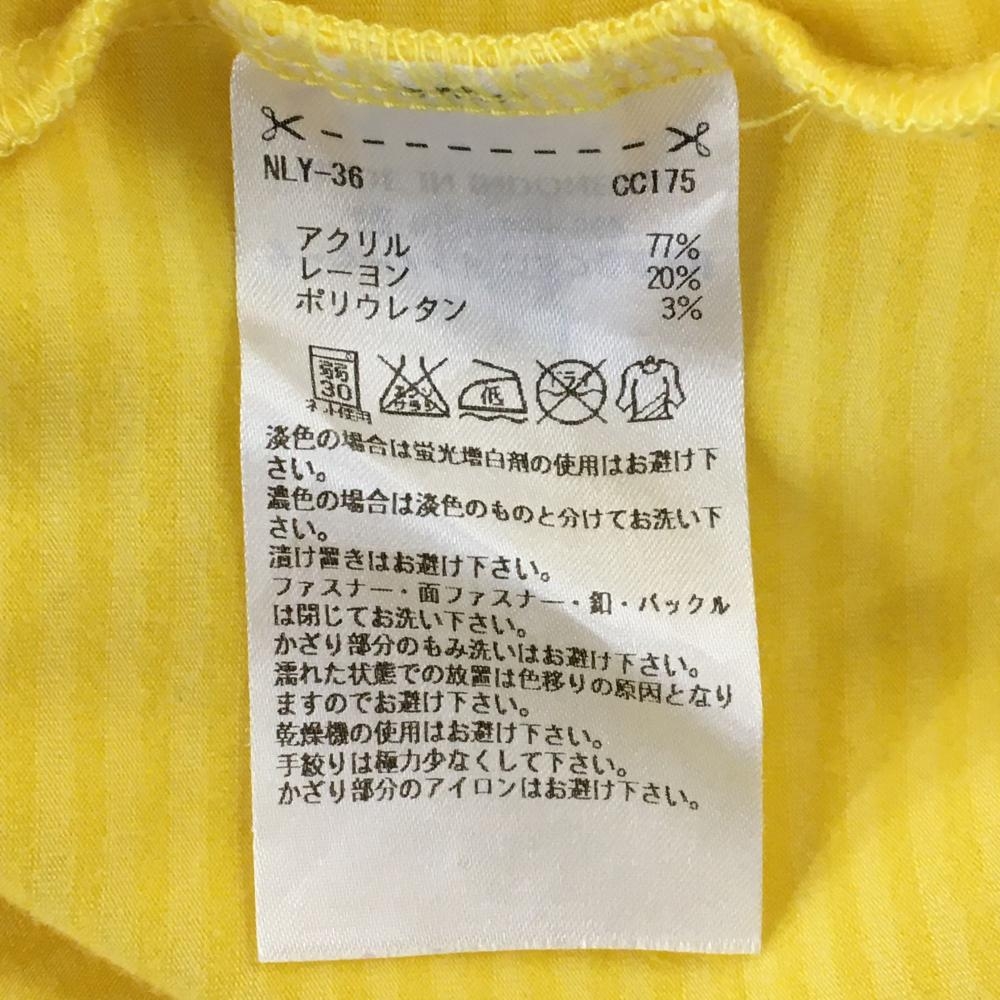 NLY-36 CC175
アクリル 77%
レーヨン 20%
ポリウレタン 3%
弱 30 エンソサラシ 低 ドライ
ネット使用
淡色の場合は蛍光増白剤の使用はお避け下
さい。
濃色の場合は淡色のものと分けてお洗い下
さい。
漬け置きはお避け下さい。
ファスナー・面ファスナー・釦・バックル
は閉じてお洗い下さい。
かざり部分のもみ洗いはお避け下さい。
濡れた状態での放置は色移りの原因となり
ますのでお避け下さい。
乾燥機の使用はお避け下さい。
手絞りは極力少なくして下さい。
かざり部分のアイロンはお避け下さい。